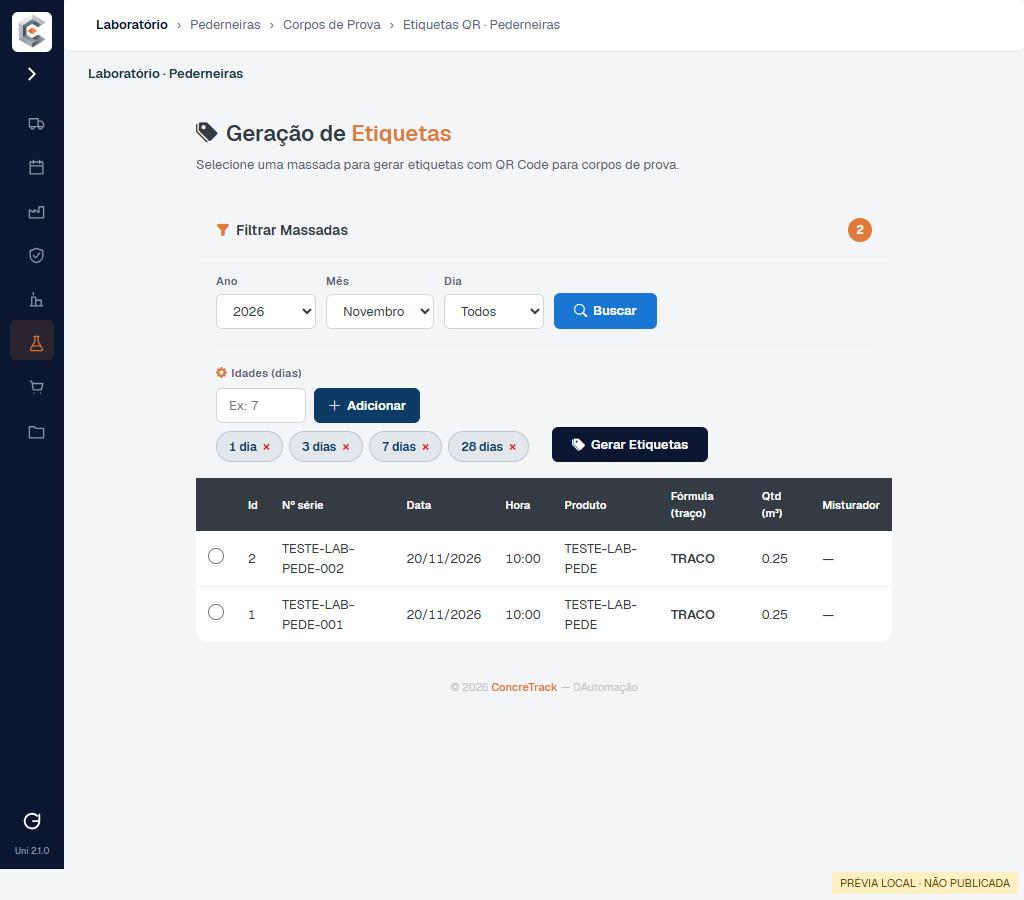 Laboratório › Pederneiras › Corpos de Prova › Etiquetas QR · Pederneiras
Laboratório · Pederneiras
Geração de Etiquetas
Selecione uma massada para gerar etiquetas com QR Code para corpos de prova.
Filtrar Massadas 2
Ano Mês Dia
2026 Novembro Todos Buscar
Idades (dias)
Ex: 7 + Adicionar
1 dia × 3 dias × 7 dias × 28 dias × Gerar Etiquetas
Id Nº série Data Hora Produto Fórmula (traço) Qtd (m³) Misturador
2 TESTE-LAB-PEDE-002 20/11/2026 10:00 TESTE-LAB-PEDE TRACO 0.25 —
1 TESTE-LAB-PEDE-001 20/11/2026 10:00 TESTE-LAB-PEDE TRACO 0.25 —
© 2026 ConcreTrack — DAutomação
Uni 2.1.0
PRÉVIA LOCAL · NÃO PUBLICADA